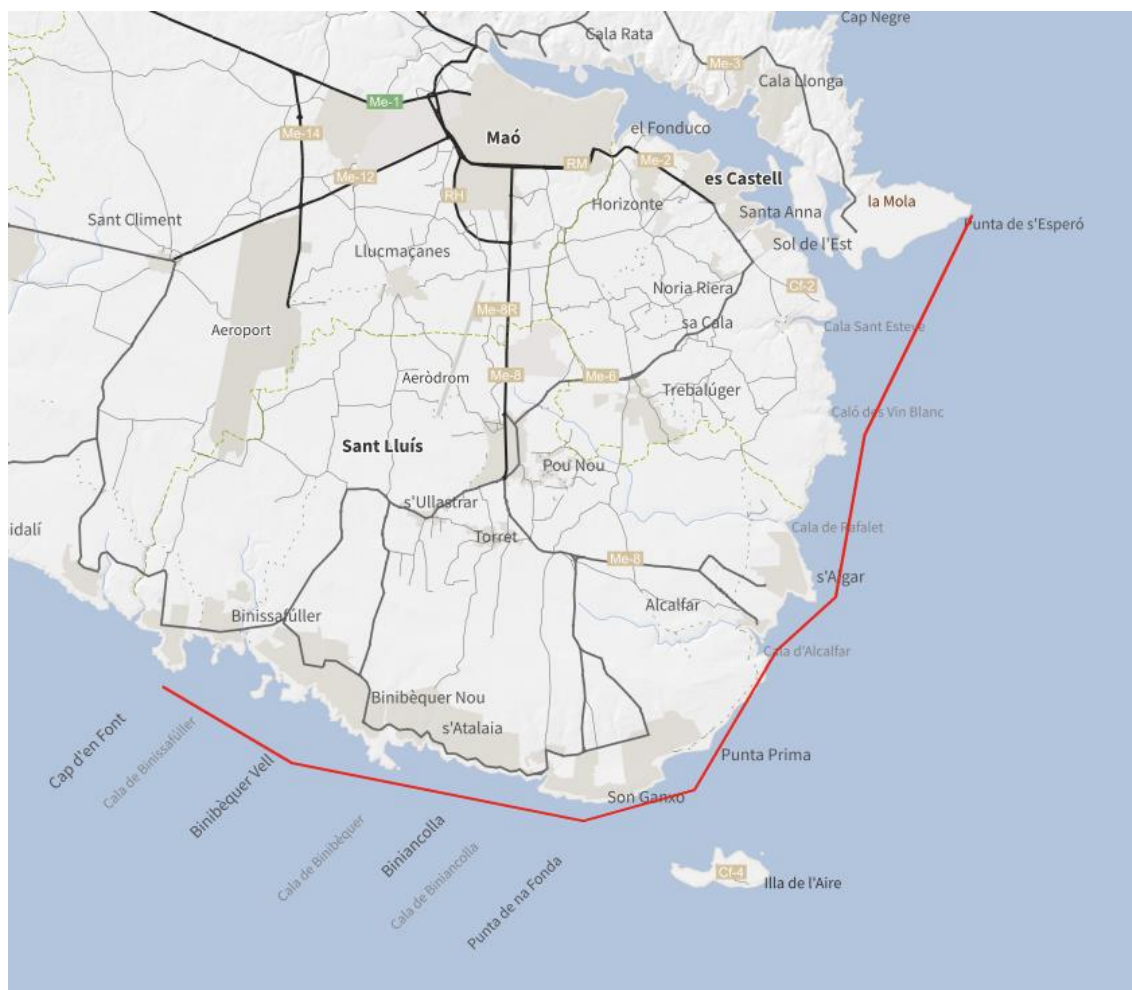 Cap Negre
Cala Rata
Me-3
Cala Llonga
Me-1
Me-14
Maó
el Fonduco
RM
Me-2
Me-12
es Castell
RH
Horizonte
la Mola
Sant Climent
Santa Anna
Punta de s'Esperó
Llucmaçanes
Sol de l'Est
Noria Riera
Cf-2
Me-8R
sa Cala
Cala Sant Esteve
Aeroport
Aeròdrom
Me-8
Me-6
Trebalúger
Caló des Vin Blanc
Sant Lluís
Pou Nou
s'Ullastrar
idalí
Cala de Rafalet
Torret
Me-8
s'Algar
Alcalfar
Binissafúller
Cala d'Alcalfar
Binibèquer Nou
s'Atalaia
Punta Prima
Cap d'en Font
Cala de Binissafúller
Binibèquer Vell
Son Ganxo
Cala de Binibèquer
Biniancolla
Cala de Biniancolla
Punta de na Fonda
Cf-4
Illa de l'Aire